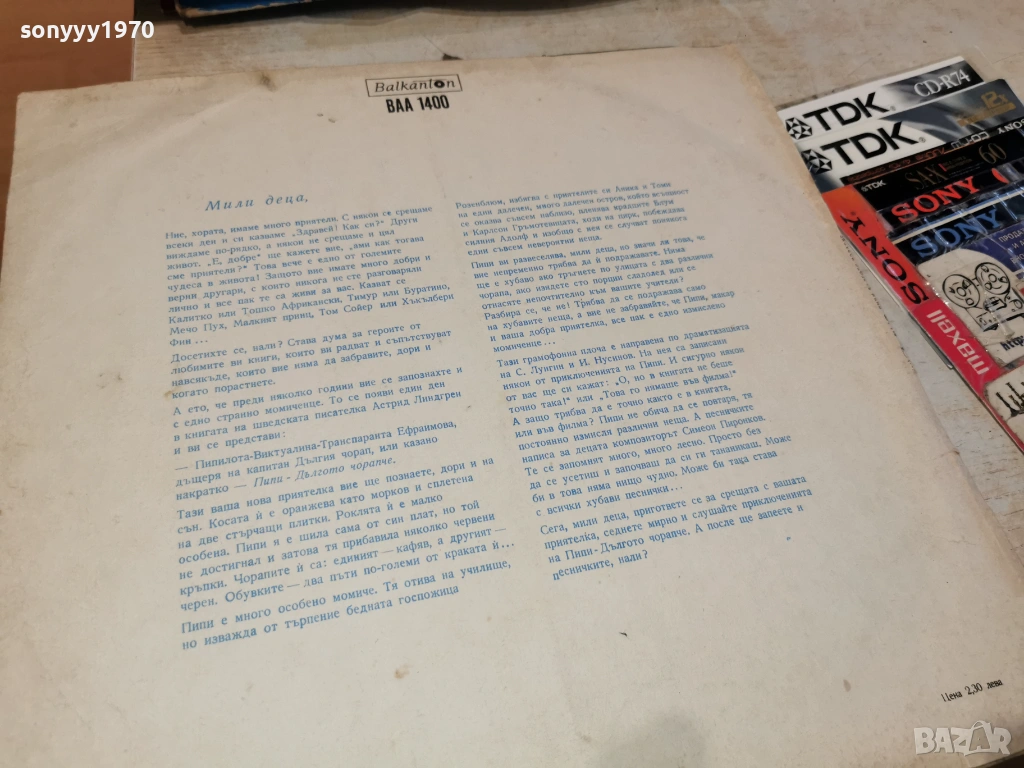 sonyyy1970
Balkanton
BAA 1400
Мили деца,
Ние, хората, имаме много приятели. С някои се срещаме
всеки ден и си казваме „Здравей! Как си?“ Други
виждаме по-рядко, а някои не срещаме и цял
живот. „Е, добре“ ще кажете вие, „ами как тогава
сме приятели?“ Това вече е едно от големите
чудеса в живота! Защото вие имате много добри и
верни другари, с които никога не сте разговаряли
лично и все пак те са живи за вас. Казват се
Калитко или Тошко Африкански, Тимур или Буратино,
Мечо Пух, Малкият принц, Том Сойер или Хъкълбери
Фин...
Досетихте се, нали? Става дума за героите от
любимите ви книги, които ви радват и съпътствуват
навсякъде, които вие няма да забравите, дори и
когато пораснете.
А ето, че преди няколко години вие се запознахте и
с едно странно момиченце. То се появи един ден
в книгата на шведската писателка Астрид Линдгрен
и ви се представи:
— Пипилота-Виктуалина-Транспаранта Ефраимова,
дъщеря на капитан Дългия чорап, или казано
накратко — Пипи - Дългото чорапче.
Тази ваша нова приятелка вие ще познаете, дори и на
сън. Косата ѝ е оранжева като морков и сплетена
на две стърчащи плитки. Роклята ѝ е малко
особена. Пипи я е шила сама от син плат, но той
не достигнал и затова тя прибавила няколко червени
кръпки. Чорапите ѝ са: единият — кафяв, а другият —
черен. Обувките — два пъти по-големи от краката ѝ...
Пипи е много особено момиче. Тя отива на училище,
но изважда от търпение бедната госпожица
Розенблюм, избягва с приятелите си Аника и Томи
на един далечен, много далечен остров, който всъщност
се оказва съвсем наблизо, пленява крадците Блум
и Карлсон Гръмотевицата, ходи на цирк, побеждава
силния Адолф и изобщо с нея се случват всякога
едни съвсем невероятни неща.
Пипи ви развеселява, мили деца, но значи ли това, че
вие непременно трябва да ѝ подражавате. Нима
ще е хубаво ако тръгнете по улицата с два различни
чорапа, ако изядете сто порции сладолед или се
отнасяте непочтително към вашите учители?
Разбира се, че не! Трябва да се подражава само
на хубавите неща, а вие не забравяйте, че Пипи, макар
и ваша добра приятелка, все пак е едно измислено
момиченце...
Тази грамофонна плоча е направена по драматизацията
на С. Лунгин и И. Нусинов. На нея са записани
някои от приключенията на Пипи. И сигурно някои
от вас ще си кажат: „О, но в книгата не беше
точно така!“ или „Това го нямаше във филма!“
А защо трябва да е точно както е в книгата,
или във филма? Пипи не обича да се повтаря, тя
постоянно измисля различни неща. А песничките
написа за децата композиторът Симеон Пиронков.
Те се запомнят много, много лесно. Просто без
да се усетиш и започваш да си ги тананикаш. Може
би в това няма нищо чудно. Може би така става
с всички хубави песнички...
Сега, мили деца, пригответе се да срещата с вашата
приятелка, седнете мирно и слушайте приключенията
на Пипи - Дългото чорапче. А после ще запеете и
песничките, нали?
Цена 2,30 лева
TDK
CD-R74
TDK
60
SONY
SONY
SONY
maxell
BAZAR